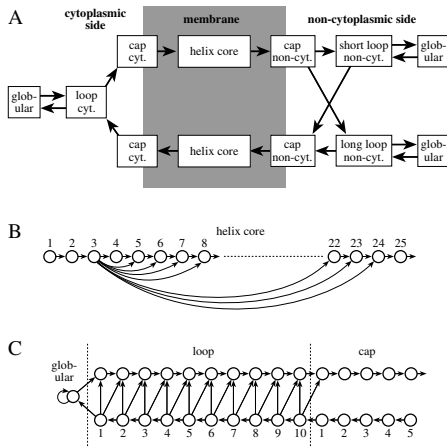 A
cytoplasmic
side
membrane
non-cytoplasmic side
cap
cyt.
helix core
cap
non-cyt.
short loop
non-cyt.
glob-
ular
glob-
ular
loop
cyt.
cap
cyt.
helix core
cap
non-cyt.
long loop
non-cyt.
glob-
ular
B
helix core
1 2 3 4 5 6 7 8 22 23 24 25
C
glob-
ular
loop
cap
1 2 3 4 5 6 7 8 9 10 1 2 3 4 5